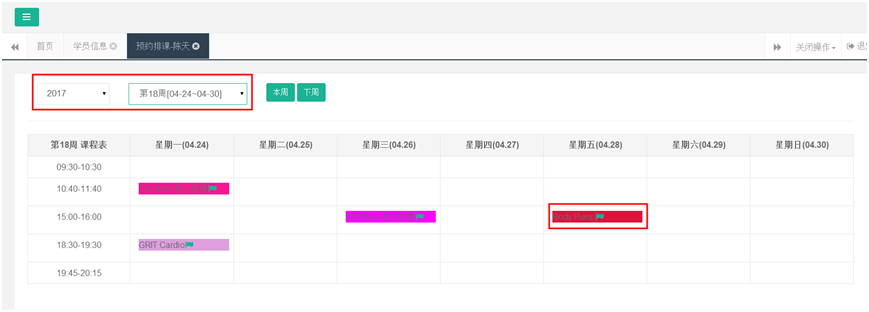 首页 学员信息 预约排课-陈天 关闭操作
2017 第18周[04-24~04-30] 本周 下周
第18周 课程表 星期一(04.24) 星期二(04.25) 星期三(04.26) 星期四(04.27) 星期五(04.28) 星期六(04.29) 星期日(04.30)
09:30-10:30
10:40-11:40
15:00-16:00 Body Pump
18:30-19:30 GRIT Cardio
19:45-20:15